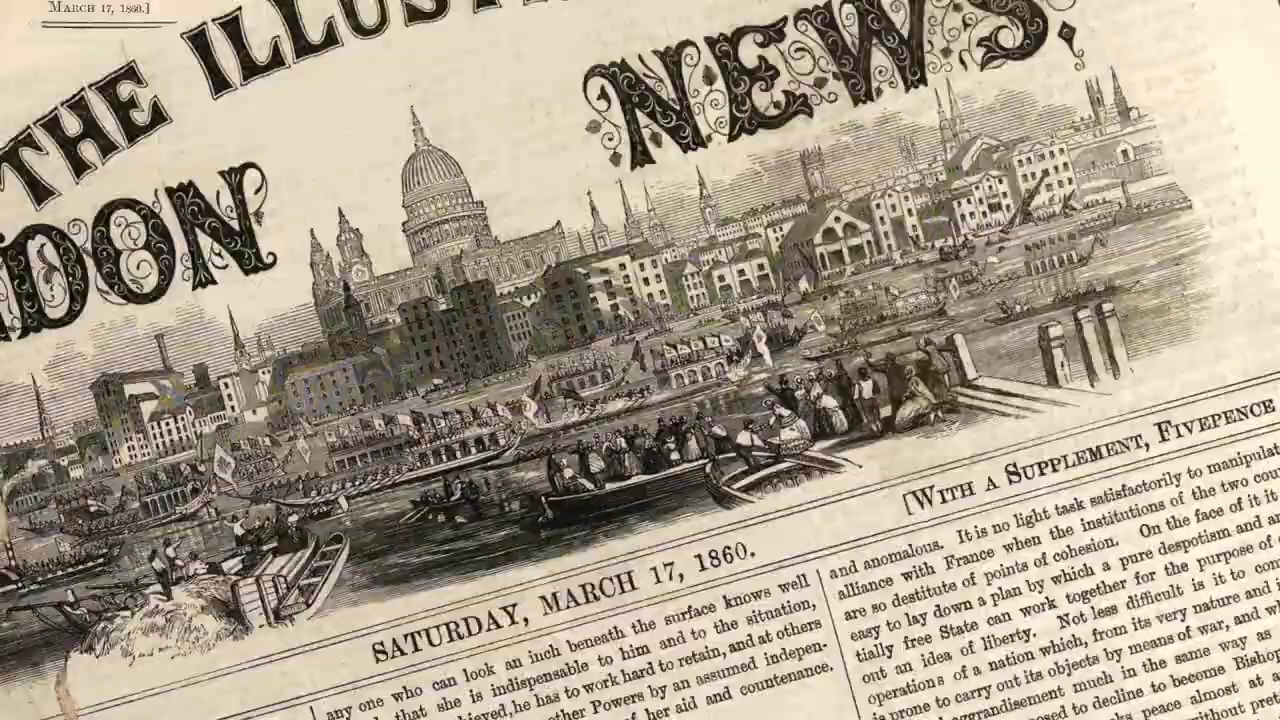 MARCH 17, 1860.]
THE ILLUST
NDON NEWS.
[WITH A SUPPLEMENT, FIVEPENCE
SATURDAY, MARCH 17, 1860.
any one who can look an inch beneath the surface knows well
that she is indispensable to him and to the situation,
he has to work hard to retain, and at others
Powers by an assumed indepen-
her aid and countenance.
and anomalous. It is no light task satisfactorily to manipulat
alliance with France when the institutions of the two cou
are so destitute of points of cohesion. On the face of it it
easy to lay down a plan by which a pure despotism and a
tially free State can work together for the purpose of
out an idea of liberty. Not less difficult is it to con
operations of a nation which, from its very nature and
is prone to carry out its objects by means of war, and w
aggrandisement much in the same way as
to decline to become Bishop
peace almost at a
without pret